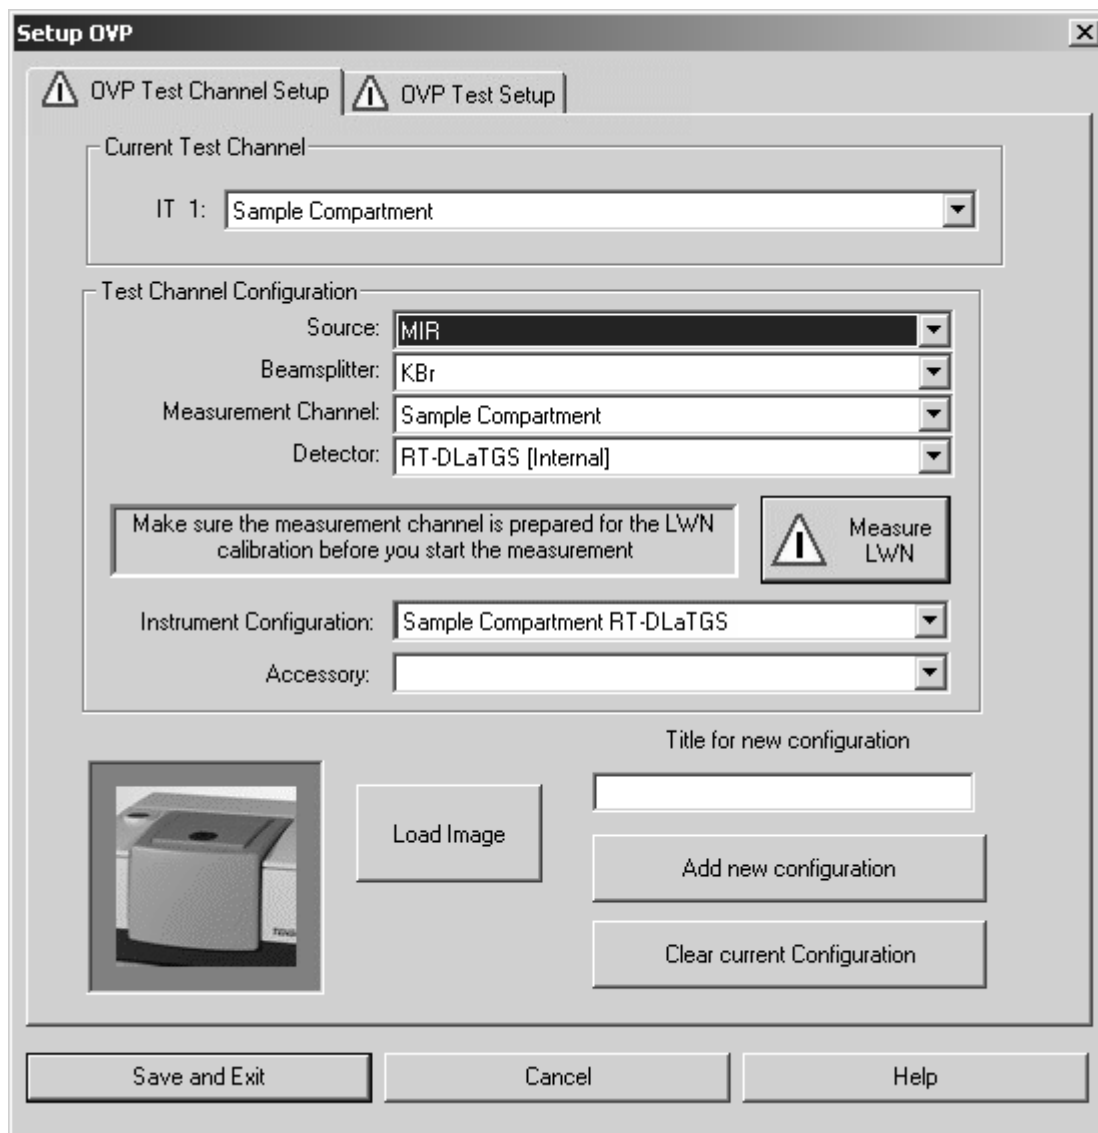 Setup OVP
OVP Test Channel Setup
OVP Test Setup
Current Test Channel
IT 1: Sample Compartment
Test Channel Configuration
Source: MIR
Beamsplitter: KBr
Measurement Channel: Sample Compartment
Detector: RT-DLaTGS [Internal]
Make sure the measurement channel is prepared for the LWN
calibration before you start the measurement
Measure
LWN
Instrument Configuration: Sample Compartment RT-DLaTGS
Accessory:
Title for new configuration
Load Image
Add new configuration
Clear current Configuration
Save and Exit
Cancel
Help